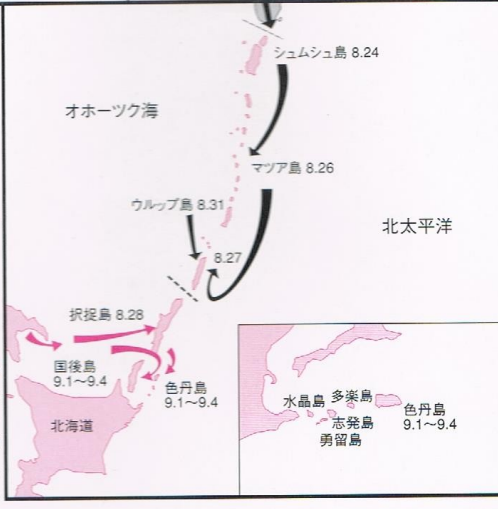 シュムシュ島 8.24
オホーツク海
マツア島 8.26
ウルップ島 8.31
北太平洋
8.27
択捉島 8.28
国後島
9.1〜9.4
色丹島
9.1〜9.4
北海道
水晶島
多楽島
志発島
勇留島
色丹島
9.1〜9.4